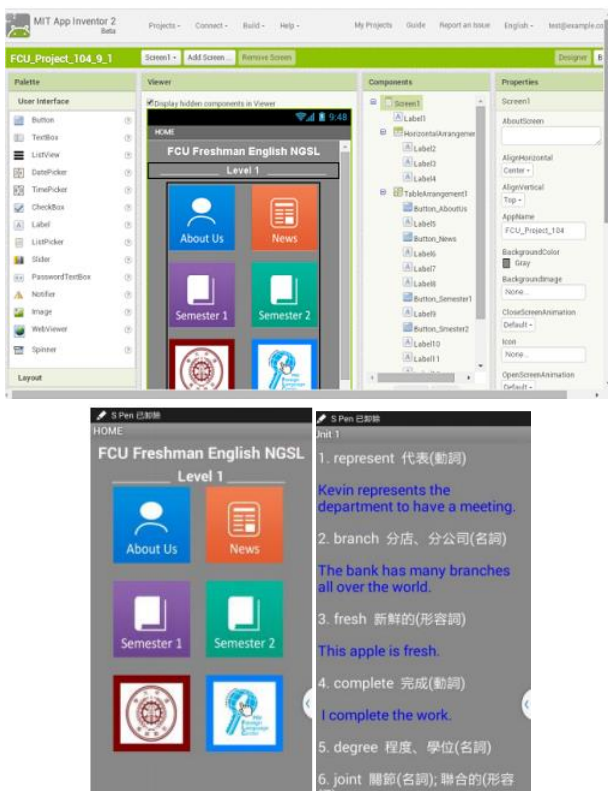 MIT App Inventor 2
Beta
Projects Connect Build Help My Projects Guide Report an Issue English test@example.co
FCU_Project_104_9_1 Screen1 Add Screen ... Remove Screen Designer B
Palette
User Interface
Button
TextBox
ListView
DatePicker
TimePicker
CheckBox
Label
ListPicker
Slider
PasswordTextBox
Notifier
Image
WebViewer
Spinner
Layout
Viewer
Display hidden components in Viewer
9:48
HOME
FCU Freshman English NGSL
Level 1
About Us News
Semester 1 Semester 2
Components
Screen1
Label1
HorizontalArrangemer
Label2
Label3
Label4
TableArrangement1
Button_AboutUs
Label5
Button_News
Label6
Label7
Label8
Button_Semester1
Label9
Button_Smester2
Label10
Label11
Properties
Screen1
AboutScreen
AlignHorizontal
Center
AlignVertical
Top
AppName
FCU_Project_104
BackgroundColor
Gray
BackgroundImage
None...
CloseScreenAnimation
Default
Icon
None...
OpenScreenAnimation
Default
S Pen 已卸除
HOME
FCU Freshman English NGSL
Level 1
About Us News
Semester 1 Semester 2
Foreign
Language
Center
S Pen 已卸除
Unit 1
1. represent 代表(動詞)
Kevin represents the
department to have a meeting.
2. branch 分店、分公司(名詞)
The bank has many branches
all over the world.
3. fresh 新鮮的(形容詞)
This apple is fresh.
4. complete 完成(動詞)
I complete the work.
5. degree 程度、學位(名詞)
6. joint 關節(名詞); 聯合的(形容